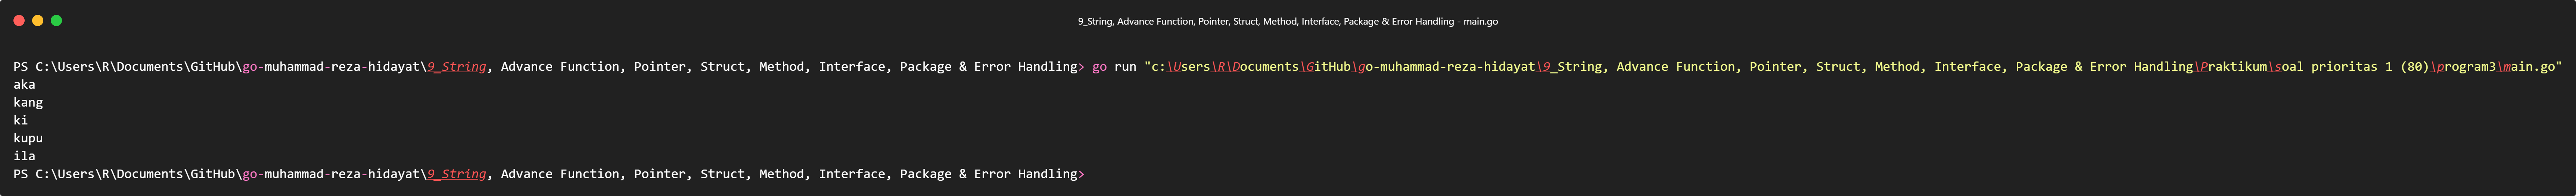 9_String, Advance Function, Pointer, Struct, Method, Interface, Package & Error Handling - main.go
PS C:\Users\R\Documents\GitHub\go-muhammad-reza-hidayat\9_String, Advance Function, Pointer, Struct, Method, Interface, Package & Error Handling> go run "c:\Users\R\Documents\GitHub\go-muhammad-reza-hidayat\9_String, Advance Function, Pointer, Struct, Method, Interface, Package & Error Handling\Praktikum\soal prioritas 1 (80)\program3\main.go"
aka
kang
ki
kupu
ila
PS C:\Users\R\Documents\GitHub\go-muhammad-reza-hidayat\9_String, Advance Function, Pointer, Struct, Method, Interface, Package & Error Handling>